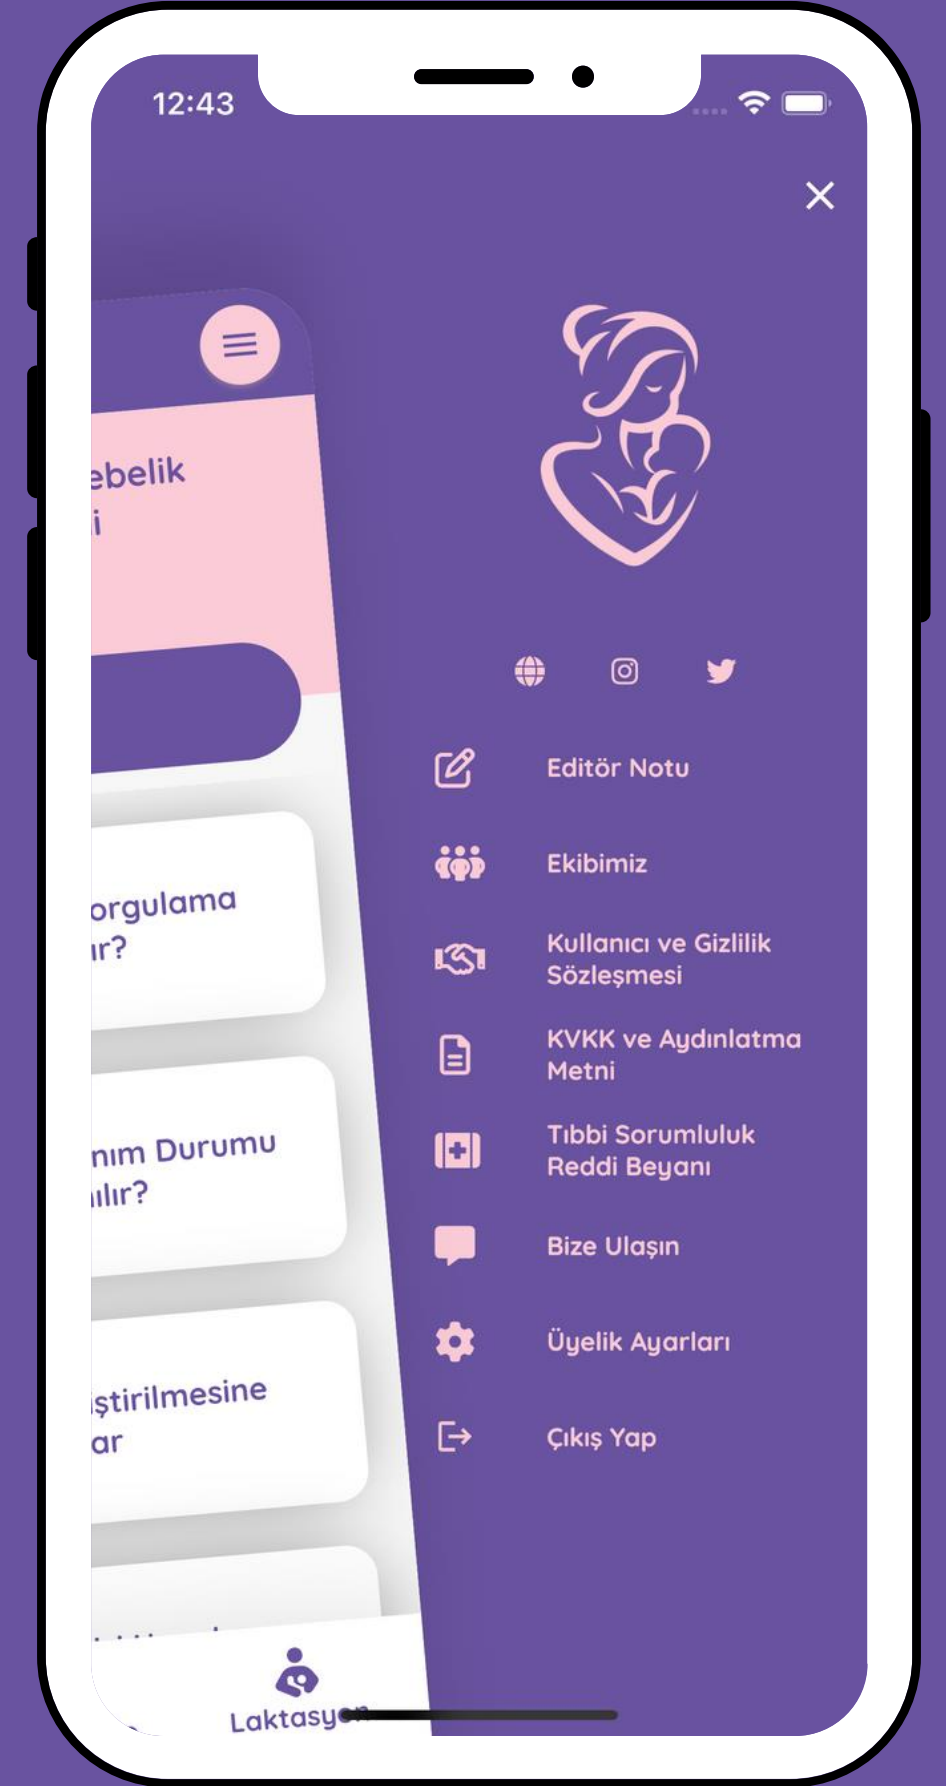 12:43
ebelik
i
orgulama
ır?
nım Durumu
ılır?
ştirilmesine
ar
Laktasyon
Editör Notu
Ekibimiz
Kullanıcı ve Gizlilik
Sözleşmesi
KVKK ve Aydınlatma
Metni
Tıbbi Sorumluluk
Reddi Beyanı
Bize Ulaşın
Üyelik Ayarları
Çıkış Yap